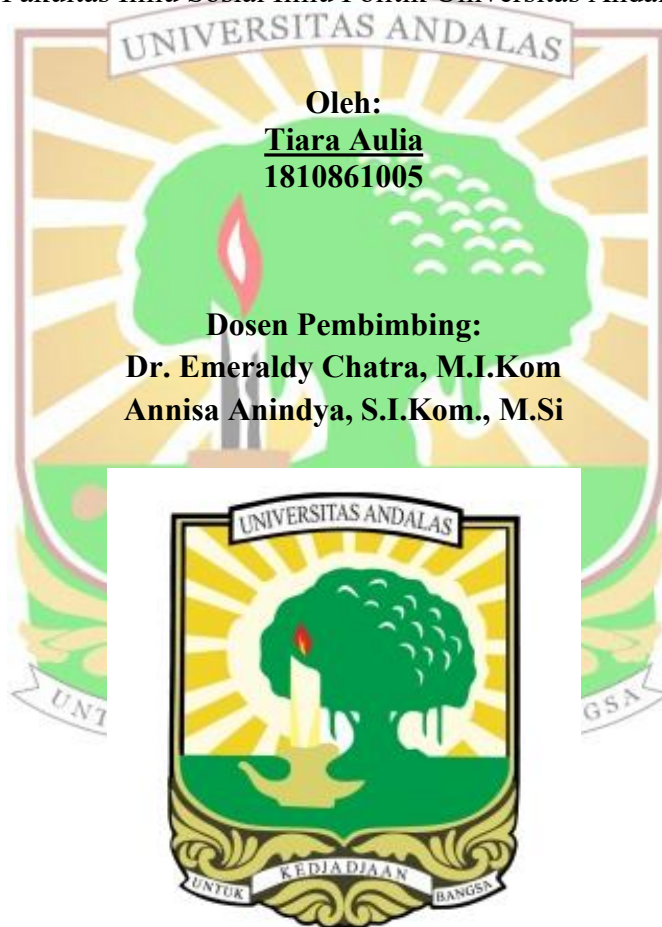 Fakultas Ilmu Sosial Ilmu Politik Universitas Andal
UNIVERSITAS ANDALAS
Oleh:
Tiara Aulia
1810861005
Dosen Pembimbing:
Dr. Emeraldy Chatra, M.I.Kom
Annisa Anindya, S.I.Kom., M.Si
UNIVERSITAS ANDALAS
UNTUK KEDJADJAAN BANGSA